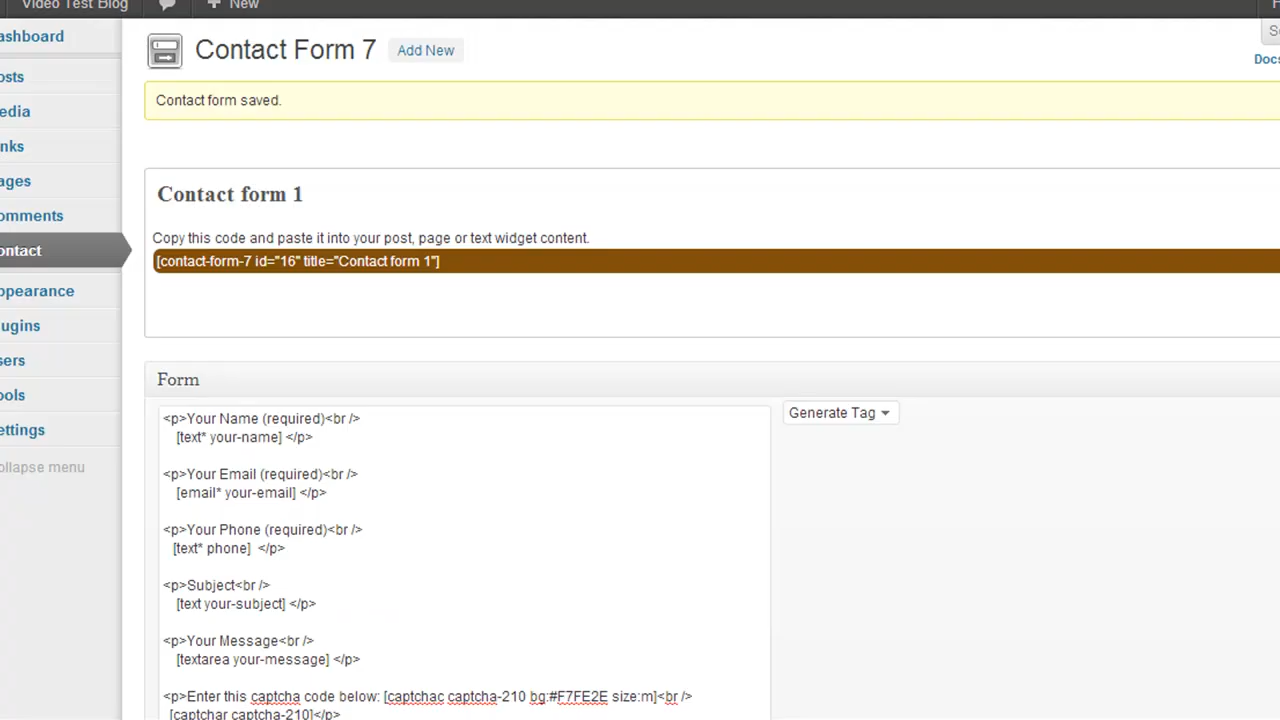 Video Test Blog
New
ashboard
osts
edia
nks
ages
omments
ontact
ppearance
ugins
sers
ools
ettings
ollapse menu
Contact Form 7
Add New
Docs
Contact form saved.
Contact form 1
Copy this code and paste it into your post, page or text widget content.
[contact-form-7 id="16" title="Contact form 1"]
Form
Generate Tag
<p>Your Name (required)<br />
[text* your-name] </p>
<p>Your Email (required)<br />
[email* your-email] </p>
<p>Your Phone (required)<br />
[text* phone]  </p>
<p>Subject<br />
[text your-subject] </p>
<p>Your Message<br />
[textarea your-message] </p>
<p>Enter this captcha code below: [captchac captcha-210 bg:#F7FE2E size:m]<br />
[captchar captcha-210]</p>